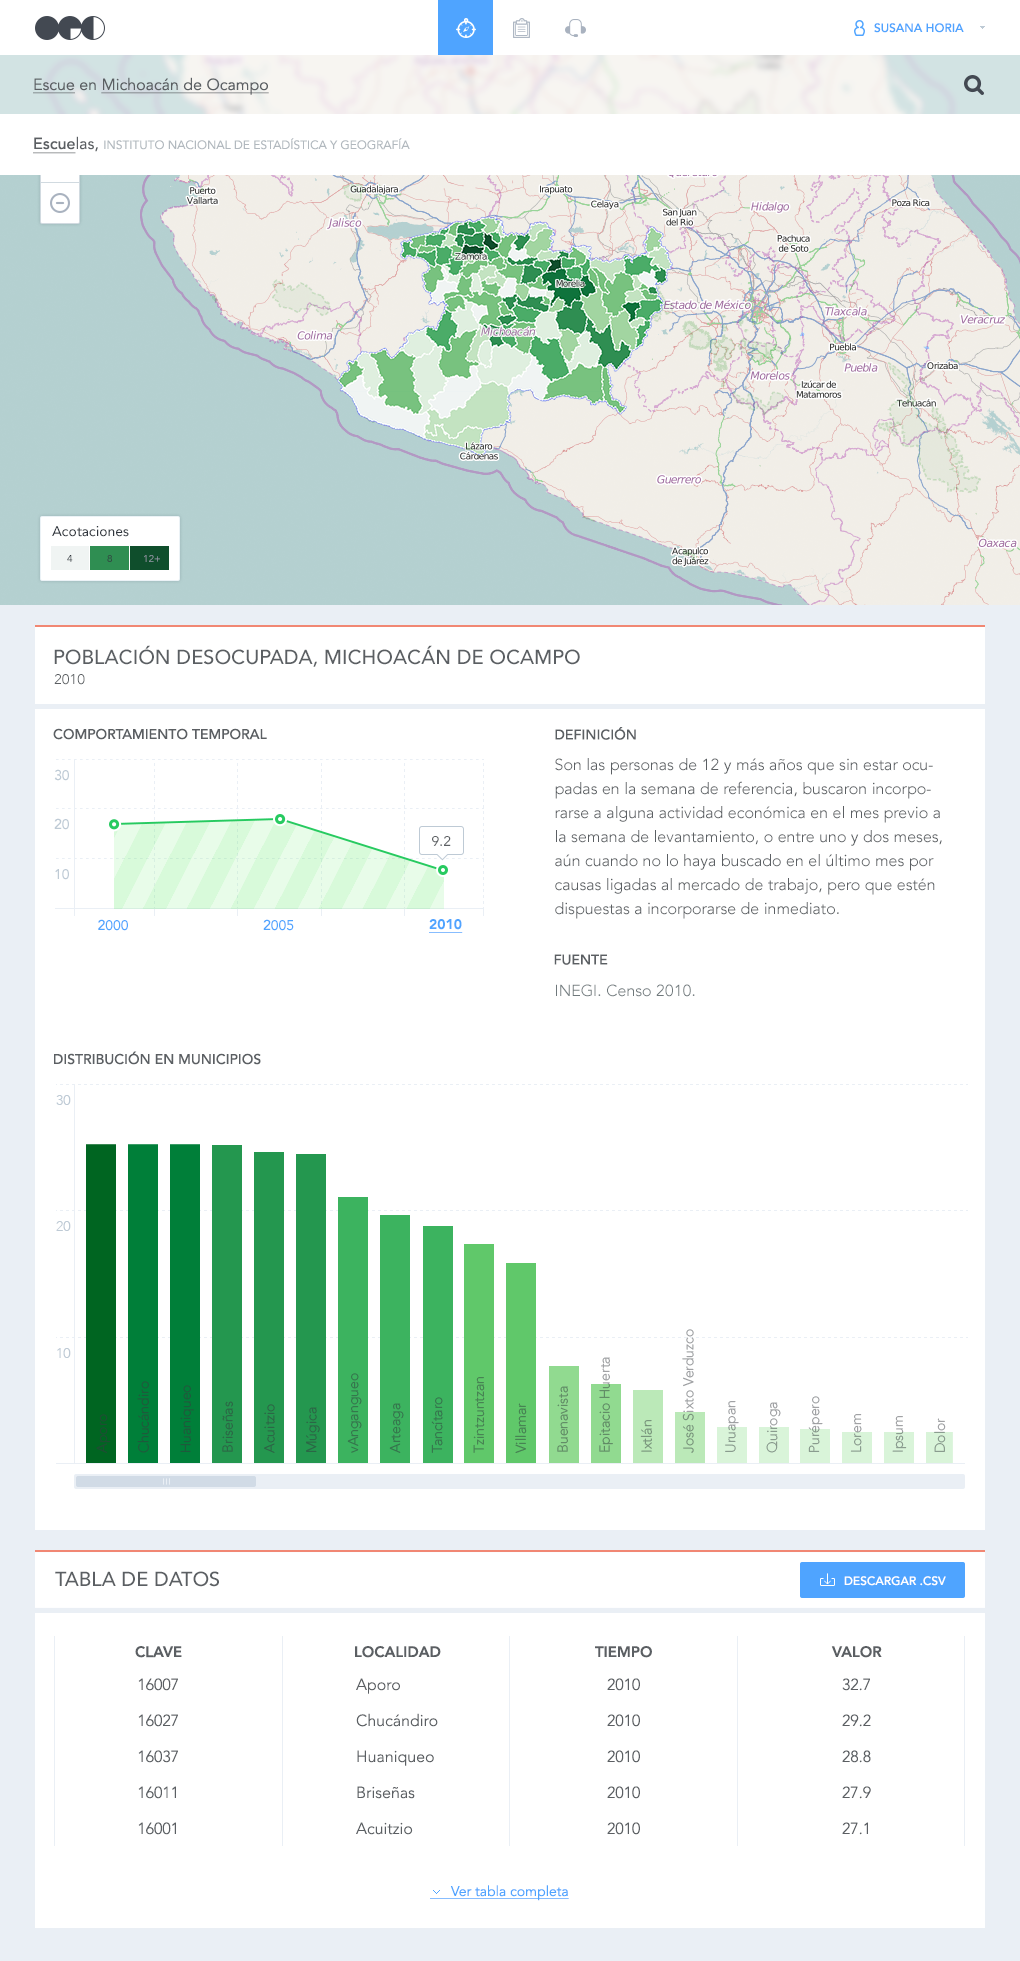 SUSANA HORIA
Escue en Michoacán de Ocampo
Escuelas, INSTITUTO NACIONAL DE ESTADÍSTICA Y GEOGRAFÍA
Puerto
Vallarta
Guadalajara
Irapuato
Celaya
San Juan
del Río
Hidalgo
Poza Rica
Jalisco
Pachuca
de Soto
Zamora
Morelia
Estado de México
Tlaxcala
Veracruz
Colima
Michoacán
Puebla
Puebla
Orizaba
Morelos
Izúcar de
Matamoros
Tehuacán
Lázaro
Cárdenas
Guerrero
Acapulco
de Juárez
Oaxaca
Acotaciones
4 8 12+
POBLACIÓN DESOCUPADA, MICHOACÁN DE OCAMPO
2010
COMPORTAMIENTO TEMPORAL
30
20
10
9.2
2000 2005 2010
DEFINICIÓN
Son las personas de 12 y más años que sin estar ocu-
padas en la semana de referencia, buscaron incorpo-
rarse a alguna actividad económica en el mes previo a
la semana de levantamiento, o entre uno y dos meses,
aún cuando no lo haya buscado en el último mes por
causas ligadas al mercado de trabajo, pero que estén
dispuestas a incorporarse de inmediato.
FUENTE
INEGI. Censo 2010.
DISTRIBUCIÓN EN MUNICIPIOS
30
20
10
Chucándiro
Huaniqueo
Briseñas
Acuitzio
Múgica
vAngangueo
Arteaga
Tancítaro
Tzintzuntzan
Villamar
Buenavista
Epitacio Huerta
Ixtlán
José Sixto Verduzco
Uruapan
Quiroga
Purépero
Lorem
Ipsum
Dolor
TABLA DE DATOS
DESCARGAR .CSV
CLAVE LOCALIDAD TIEMPO VALOR
16007 Aporo 2010 32.7
16027 Chucándiro 2010 29.2
16037 Huaniqueo 2010 28.8
16011 Briseñas 2010 27.9
16001 Acuitzio 2010 27.1
Ver tabla completa